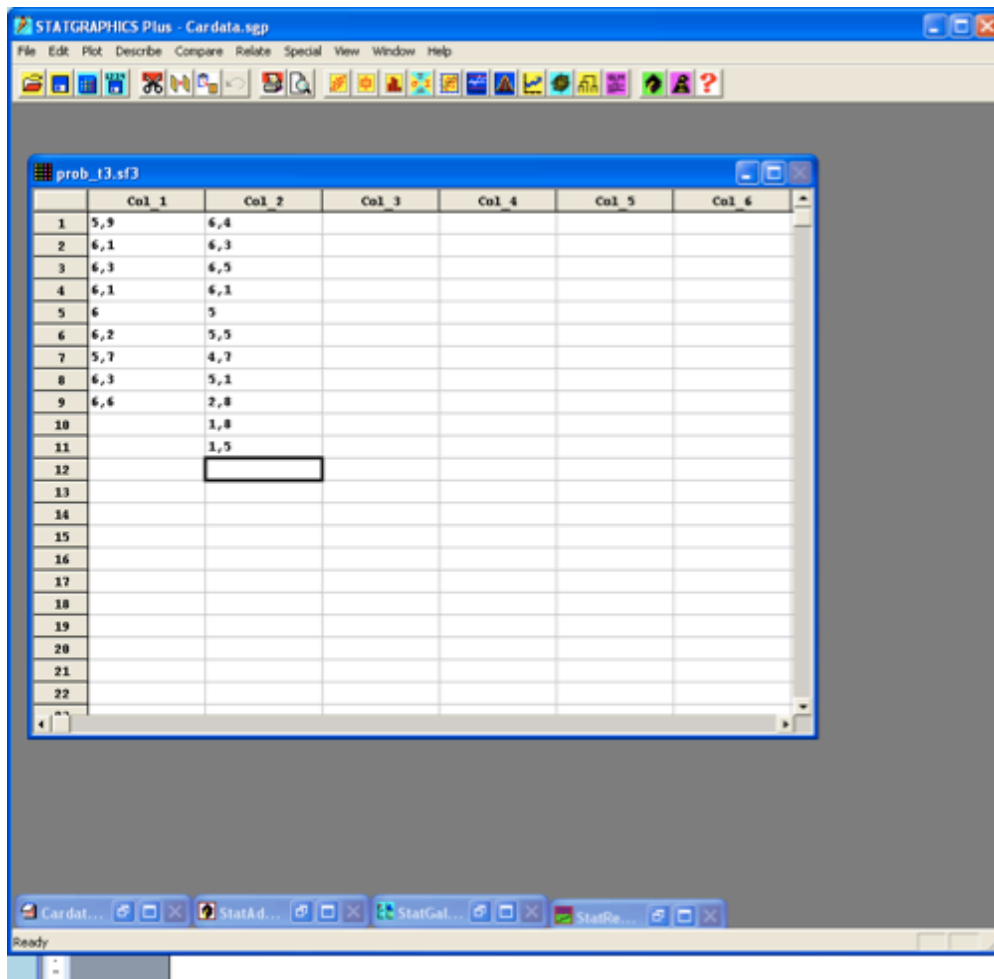 STATGRAPHICS Plus - Cardata.sgp
File Edit Plot Describe Compare Relate Special View Window Help
prob_t3.sf3
Col_1 Col_2 Col_3 Col_4 Col_5 Col_6
1 5,9 6,4
2 6,1 6,3
3 6,3 6,5
4 6,1 6,1
5 6 5
6 6,2 5,5
7 5,7 4,7
8 6,3 5,1
9 6,6 2,8
10 1,8
11 1,5
12
13
14
15
16
17
18
19
20
21
22
Cardat... StatAd... StatGal... StatRe...
Ready